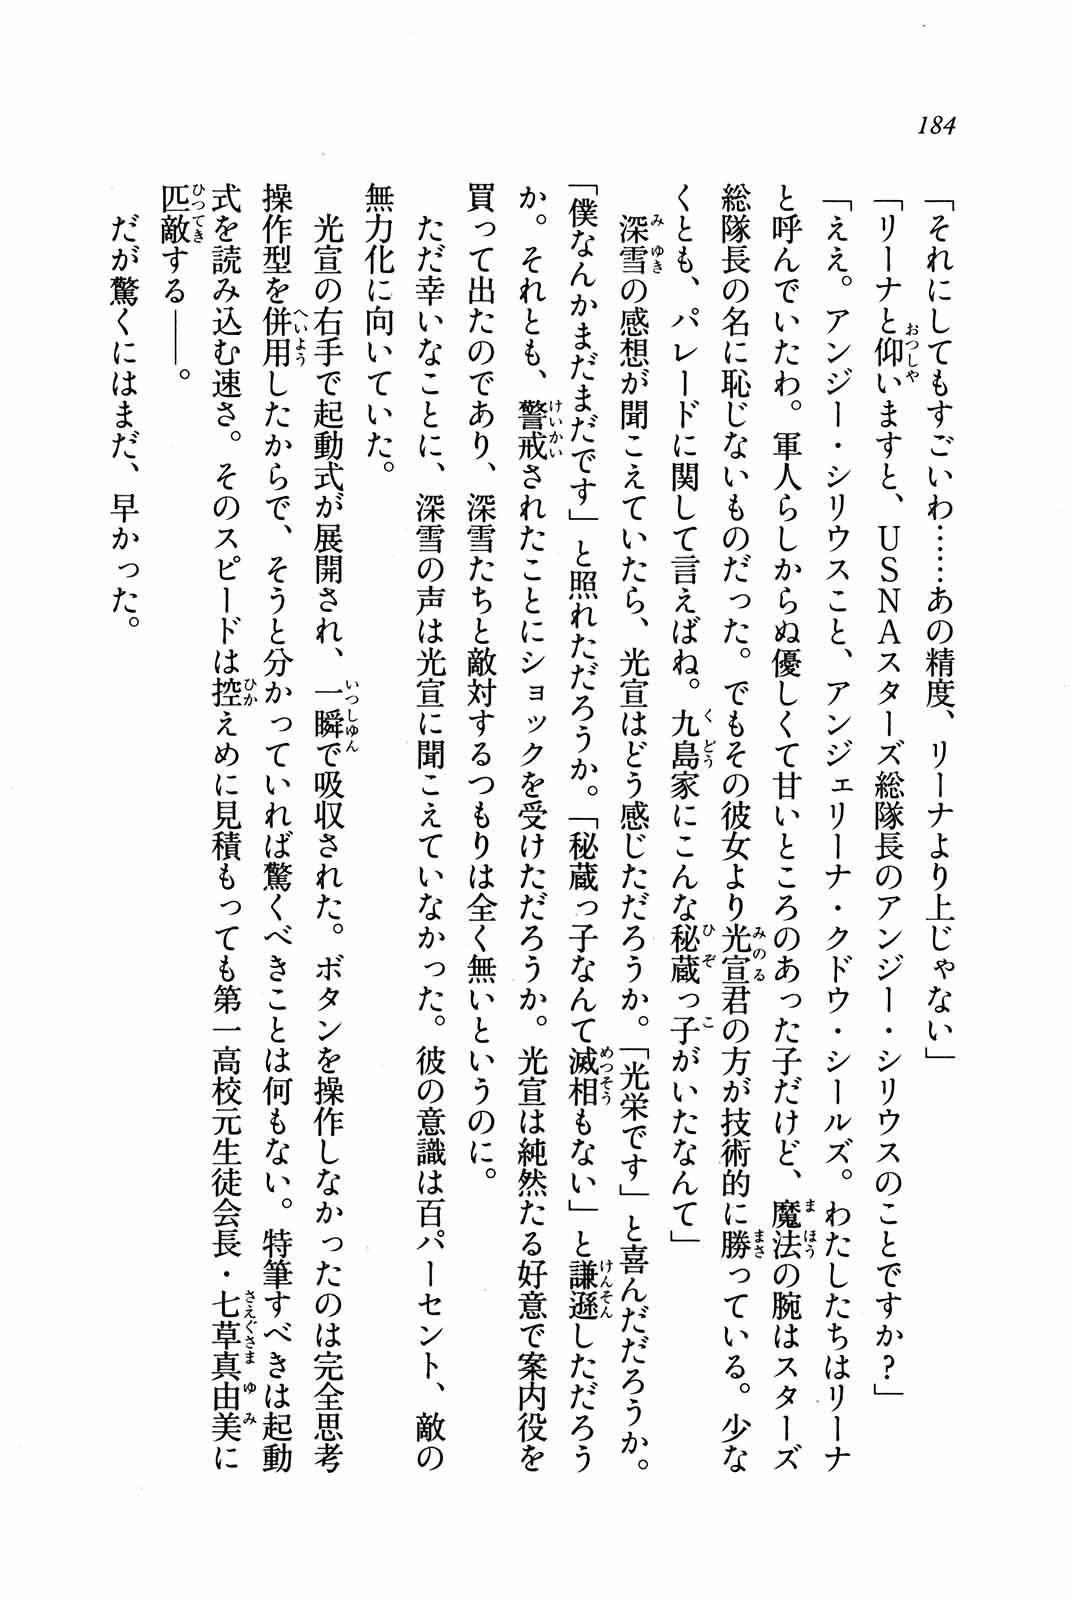 184
「それにしてもすごいわ……あの精度、リーナより上じゃない」
「リーナと仰いますと、ＵＳＮＡスターズ総隊長のアンジー・シリウスのことですか？」
「ええ。アンジー・シリウスこと、アンジェリーナ・クドウ・シールズ。わたしたちはリーナ
と呼んでいたわ。軍人らしからぬ優しくて甘いところのあった子だけど、魔法の腕はスターズ
総隊長の名に恥じないものだった。でもその彼女より光宣君の方が技術的に勝っている。少な
くとも、パレードに関して言えばね。九島家にこんな秘蔵っ子がいたなんて」
深雪の感想が聞こえていたら、光宣はどう感じただろうか。「光栄です」と喜んだだろうか。
「僕なんかまだまだです」と照れただろうか。「秘蔵っ子なんて滅相もない」と謙遜しただろう
か。それとも、警戒されたことにショックを受けただろうか。光宣は純然たる好意で案内役を
買って出たのであり、深雪たちと敵対するつもりは全く無いというのに。
ただ幸いなことに、深雪の声は光宣に聞こえていなかった。彼の意識は百パーセント、敵の
無力化に向いていた。
光宣の右手で起動式が展開され、一瞬で吸収された。ボタンを操作しなかったのは完全思考
操作型を併用したからで、そうと分かっていれば驚くべきことは何もない。特筆すべきは起動
式を読み込む速さ。そのスピードは控えめに見積もっても第一高校元生徒会長・七草真由美に
匹敵する――。
だが驚くにはまだ、早かった。